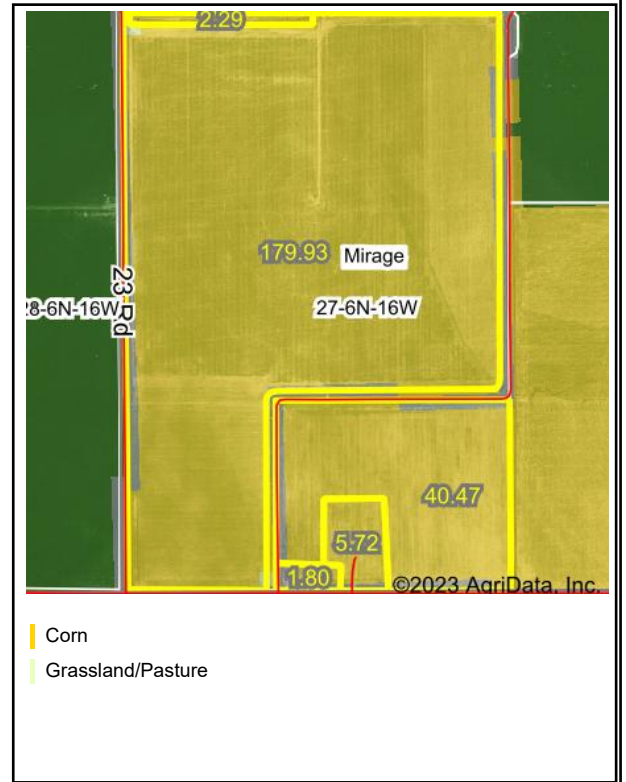 2.29
179.93
Mirage
27-6N-16W
8-6N-16W
23 Rd
40.47
5.72
1.80
©2023 AgriData, Inc.
Corn
Grassland/Pasture